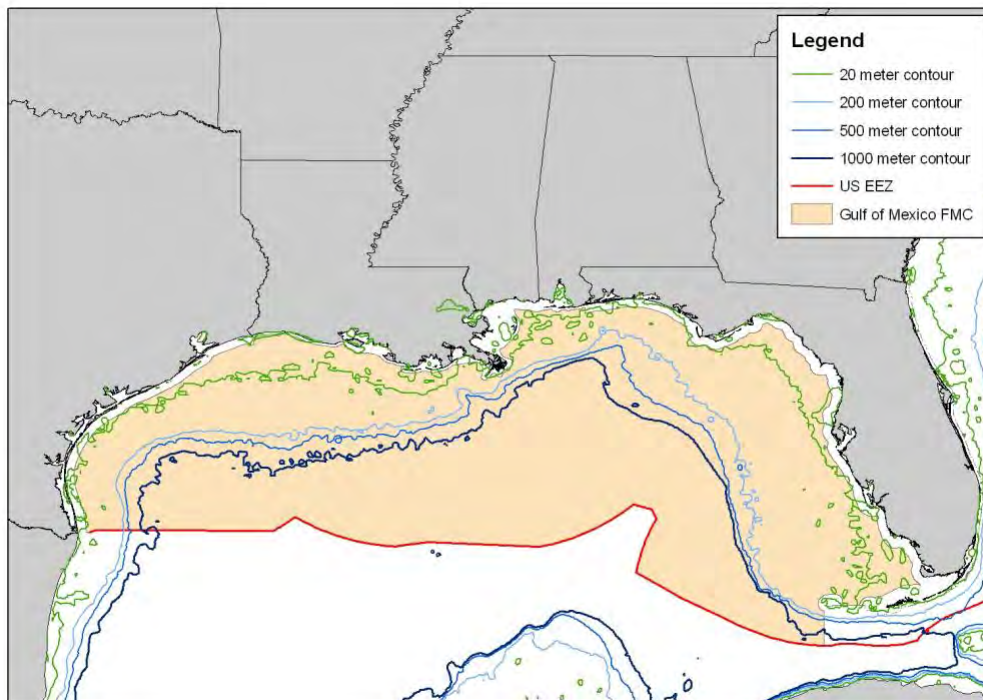 Legend
20 meter contour
200 meter contour
500 meter contour
1000 meter contour
US EEZ
Gulf of Mexico FMC